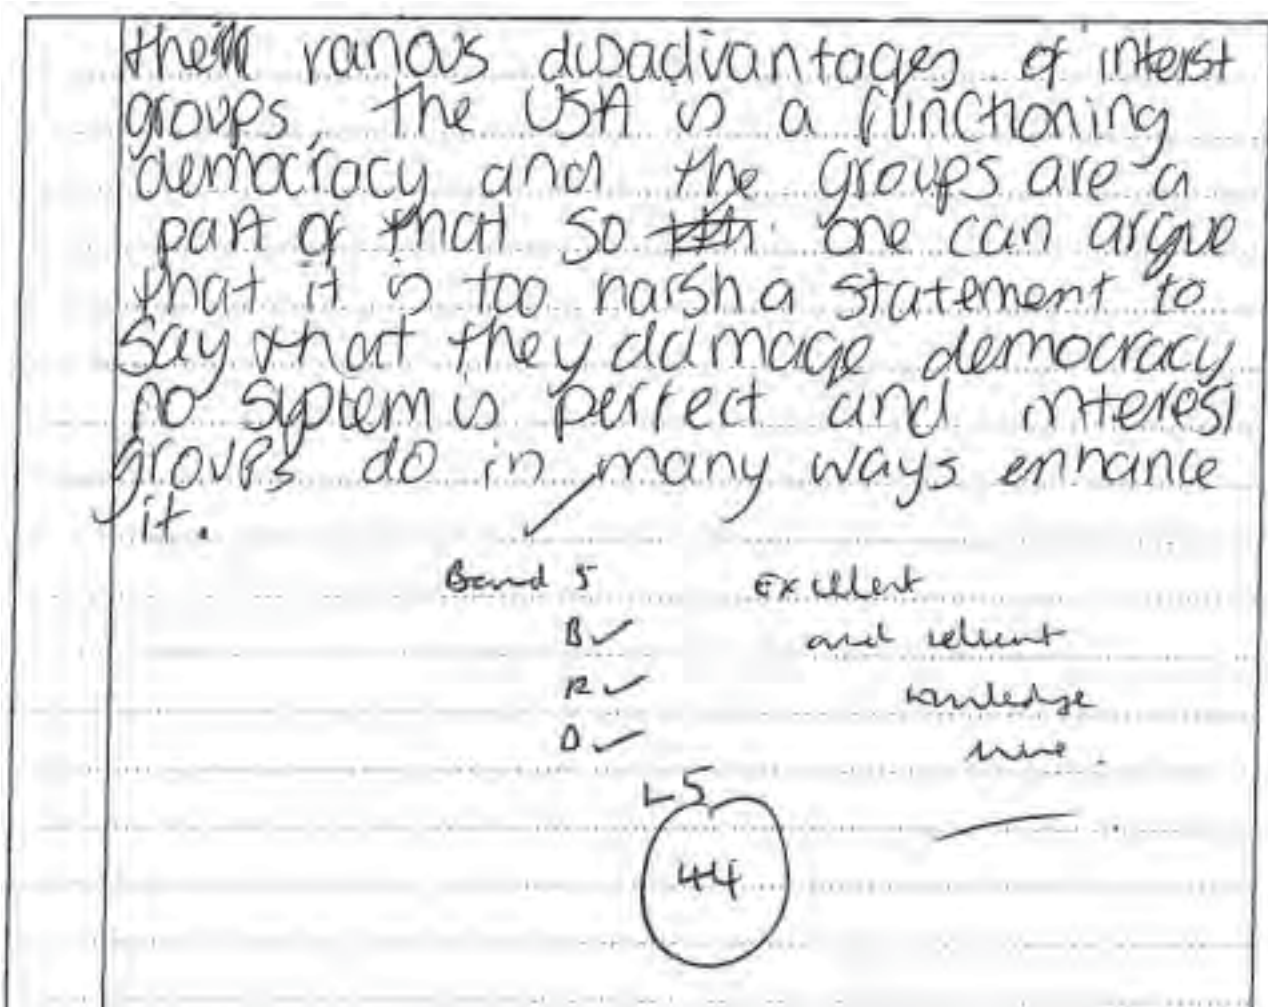 their various disadvantages of interst
groups, the USA is a functioning
democracy and the groups are a
part of that so one can argue
that it is too harsh a statement to
say that they damage democracy
no system is perfect and interest
groups do in many ways enhance
it.
Band 5 Excellent
B ✓ and relevant
R ✓ knowledge
D ✓
L5
44